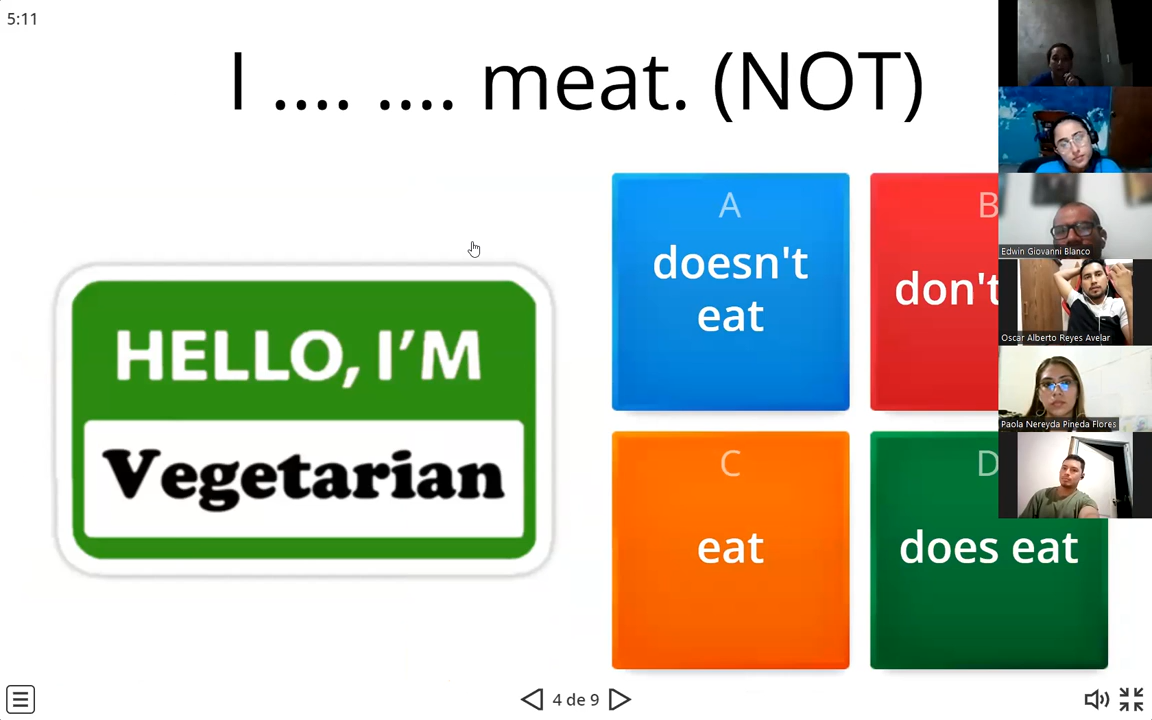 5:11
I .... .... meat. (NOT)
HELLO, I'M
Vegetarian
A
doesn't
eat
B
don't
C
eat
D
does eat
Edwin Giovanni Blanco
Oscar Alberto Reyes Avelar
Paola Nereyda Pineda Flores
4 de 9